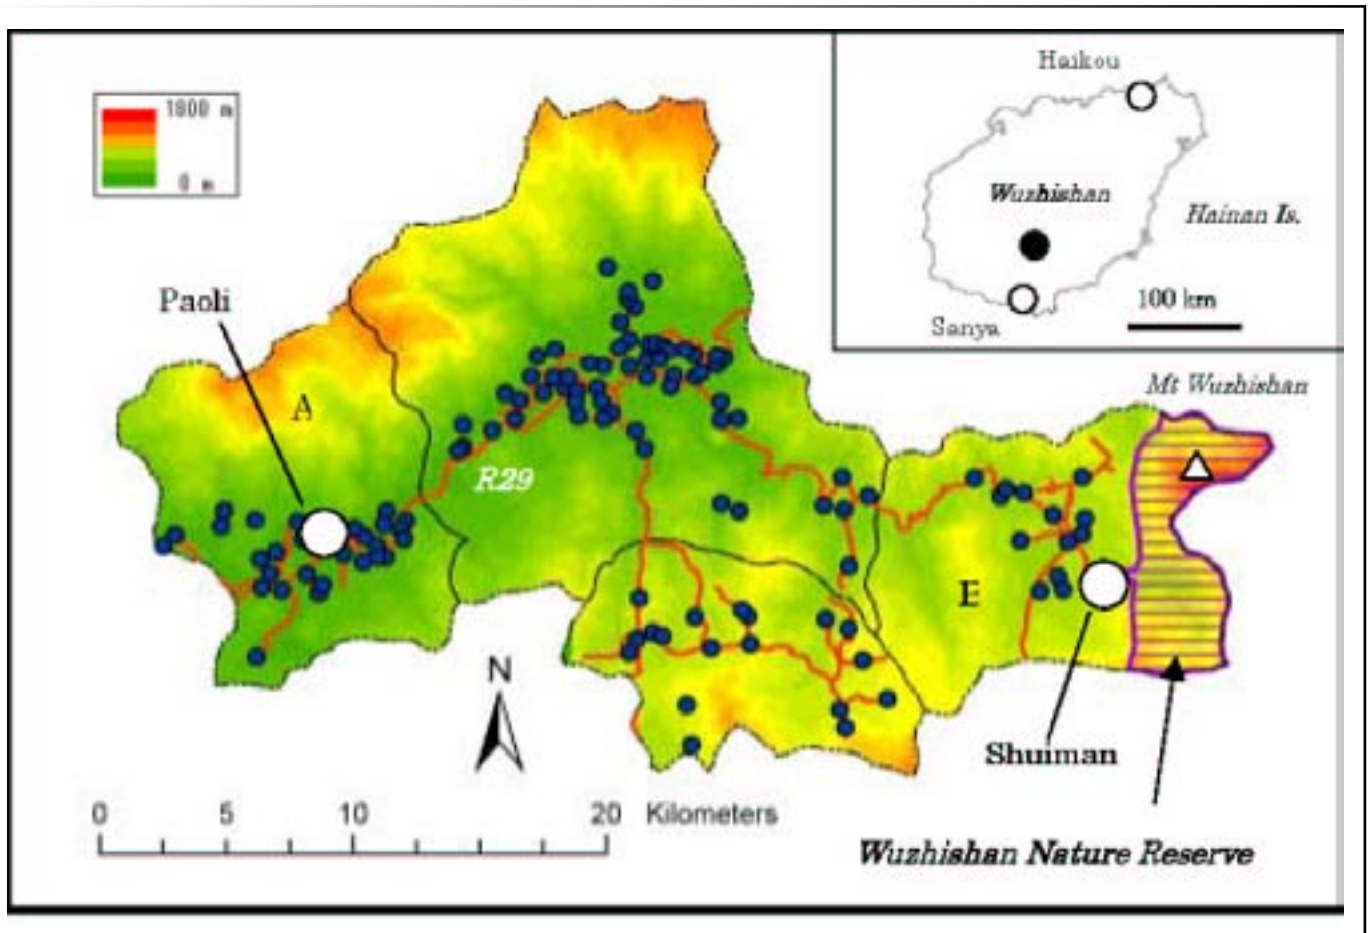 1800 m
0 m
Haikou
Wuzhishan
Hainan Is.
100 km
Sanya
Paoli
A
Mt Wuzhishan
R29
E
N
Shuiman
0 5 10 20 Kilometers
Wuzhishan Nature Reserve